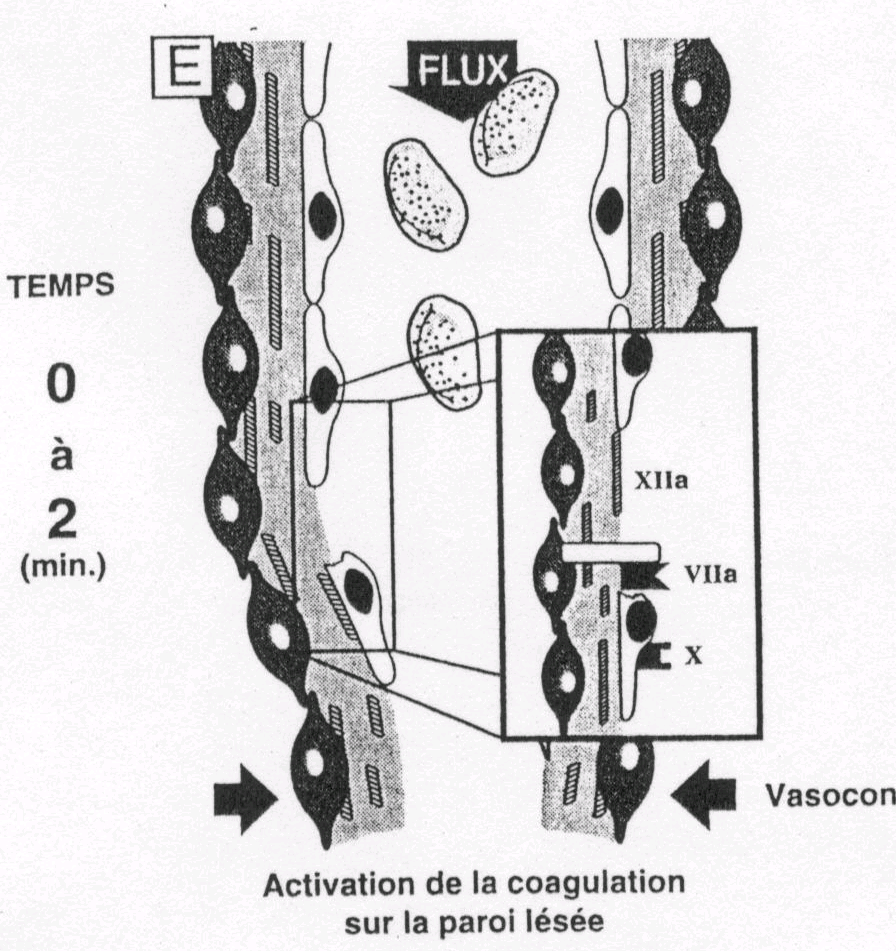 E
FLUX
TEMPS
0
à
2
(min.)
XIIa
VIIa
X
Vasocon
Activation de la coagulation
sur la paroi lésée